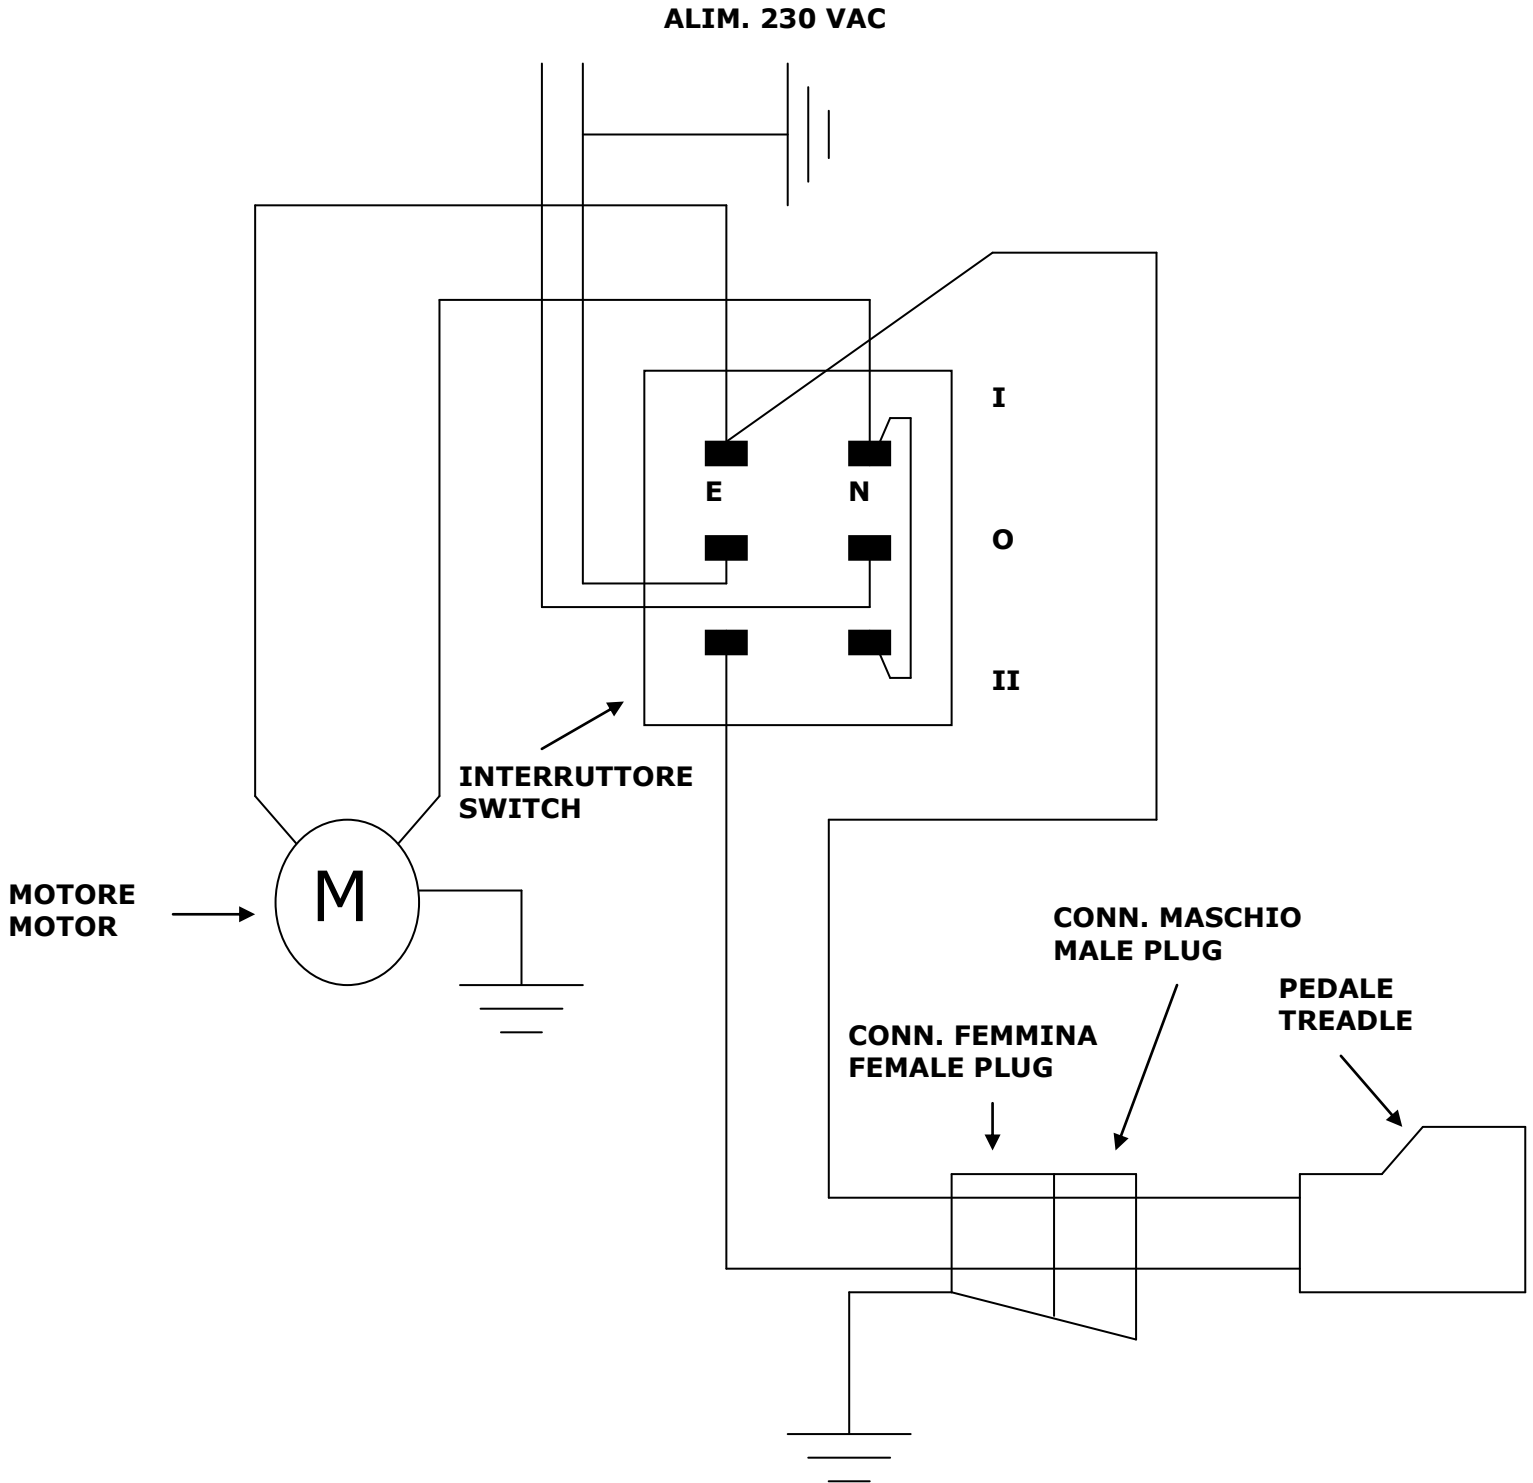 ALIM. 230 VAC
I
E
N
O
II
INTERRUTTORE
SWITCH
M
MOTORE
MOTOR
CONN. MASCHIO
MALE PLUG
PEDALE
TREADLE
CONN. FEMMINA
FEMALE PLUG